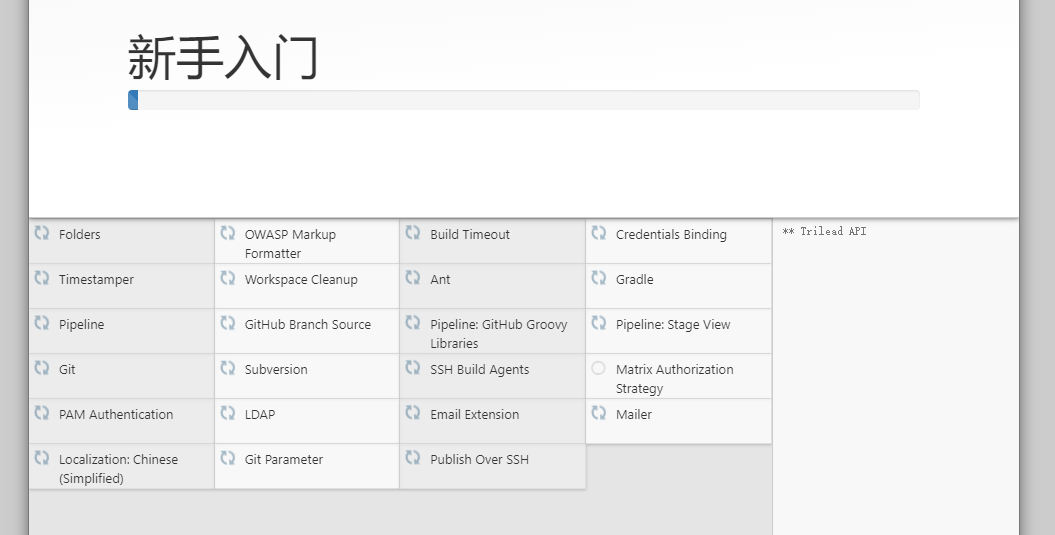 新手入门
Folders
OWASP Markup
Formatter
Build Timeout
Credentials Binding
** Trilead API
Timestamper
Workspace Cleanup
Ant
Gradle
Pipeline
GitHub Branch Source
Pipeline: GitHub Groovy
Libraries
Pipeline: Stage View
Git
Subversion
SSH Build Agents
Matrix Authorization
Strategy
PAM Authentication
LDAP
Email Extension
Mailer
Localization: Chinese
(Simplified)
Git Parameter
Publish Over SSH